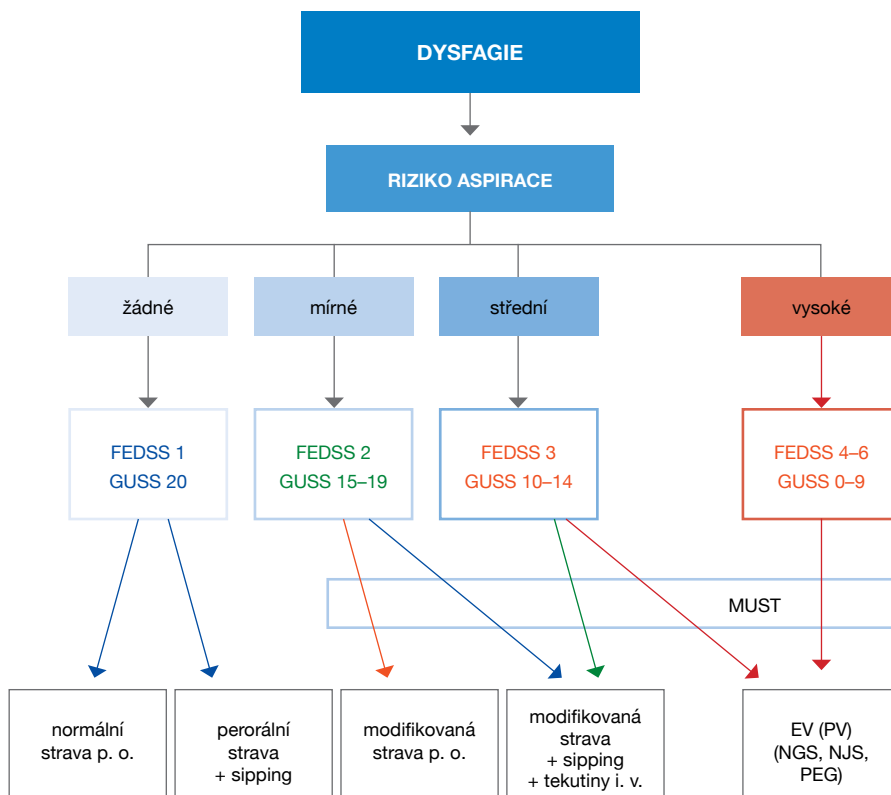 DYSFAGIE
RIZIKO ASPIRACE
žádné
mírné
střední
vysoké
FEDSS 1
GUSS 20
FEDSS 2
GUSS 15–19
FEDSS 3
GUSS 10–14
FEDSS 4–6
GUSS 0–9
MUST
normální
strava p. o.
perorální
strava
+ sipping
modifikovaná
strava p. o.
modifikovaná
strava
+ sipping
+ tekutiny i. v.
EV (PV)
(NGS, NJS,
PEG)